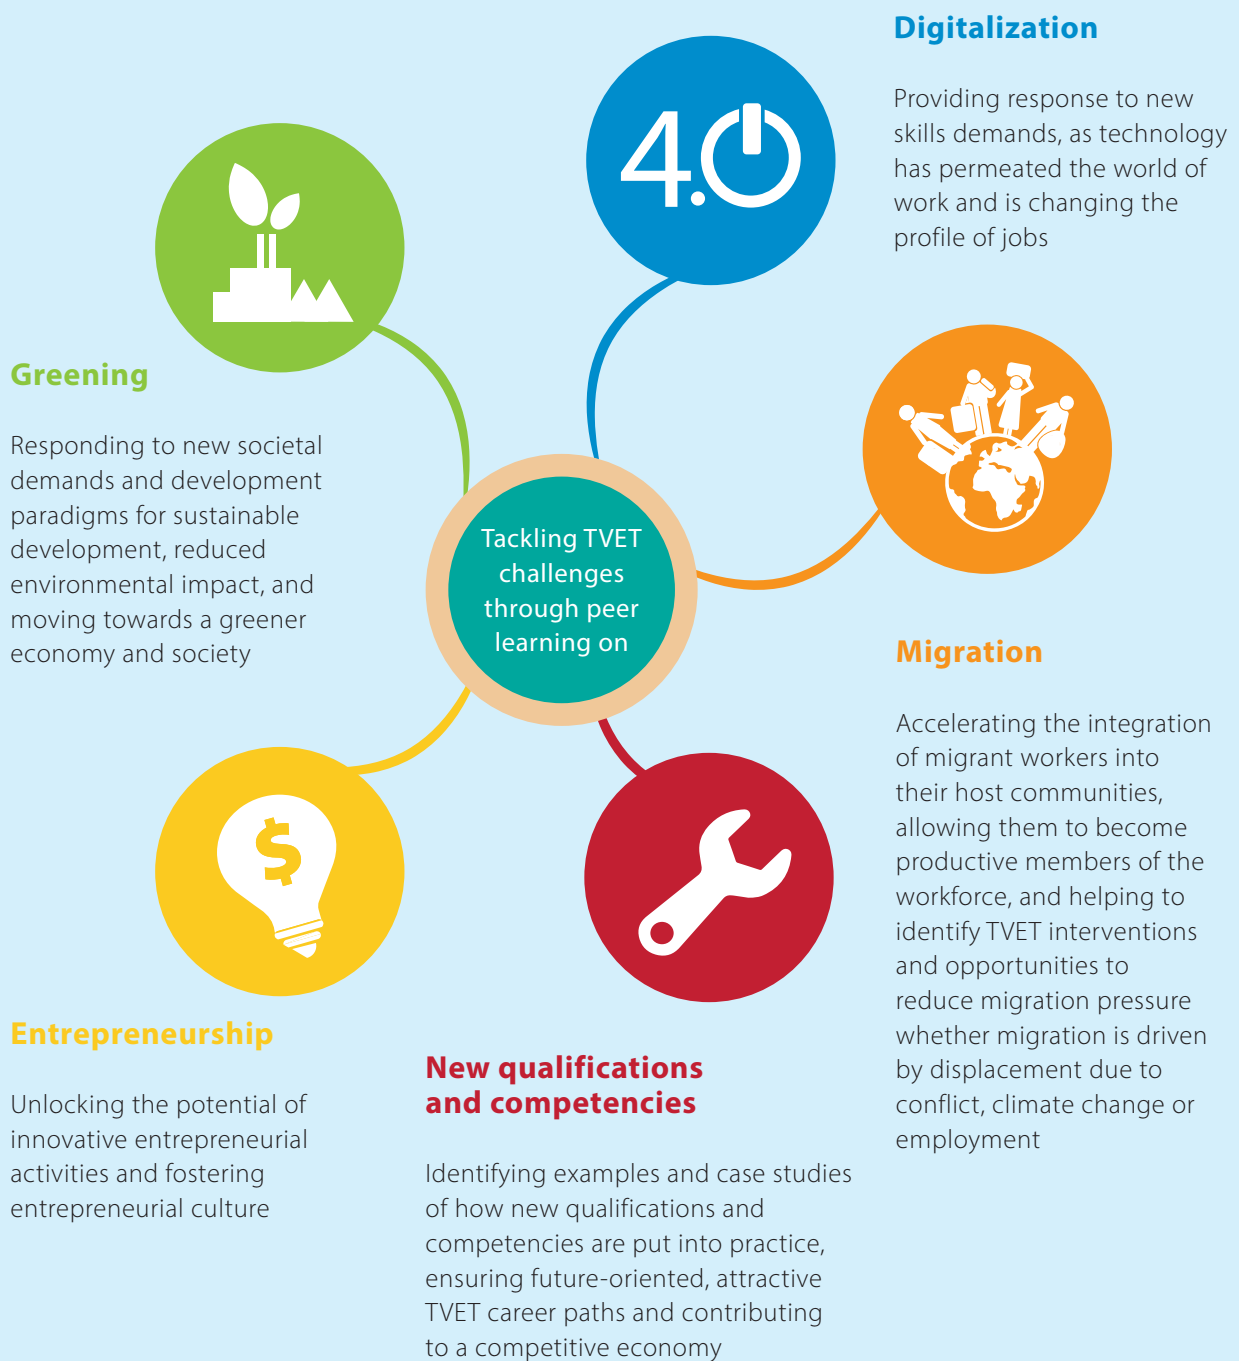 Digitalization
Providing response to new
skills demands, as technology
has permeated the world of
work and is changing the
profile of jobs
4.0
Greening
Responding to new societal
demands and development
paradigms for sustainable
development, reduced
environmental impact, and
moving towards a greener
economy and society
Tackling TVET
challenges
through peer
learning on
Migration
Accelerating the integration
of migrant workers into
their host communities,
allowing them to become
productive members of the
workforce, and helping to
identify TVET interventions
and opportunities to
reduce migration pressure
whether migration is driven
by displacement due to
conflict, climate change or
employment
$
Entrepreneurship
Unlocking the potential of
innovative entrepreneurial
activities and fostering
entrepreneurial culture
New qualifications
and competencies
Identifying examples and case studies
of how new qualifications and
competencies are put into practice,
ensuring future-oriented, attractive
TVET career paths and contributing
to a competitive economy